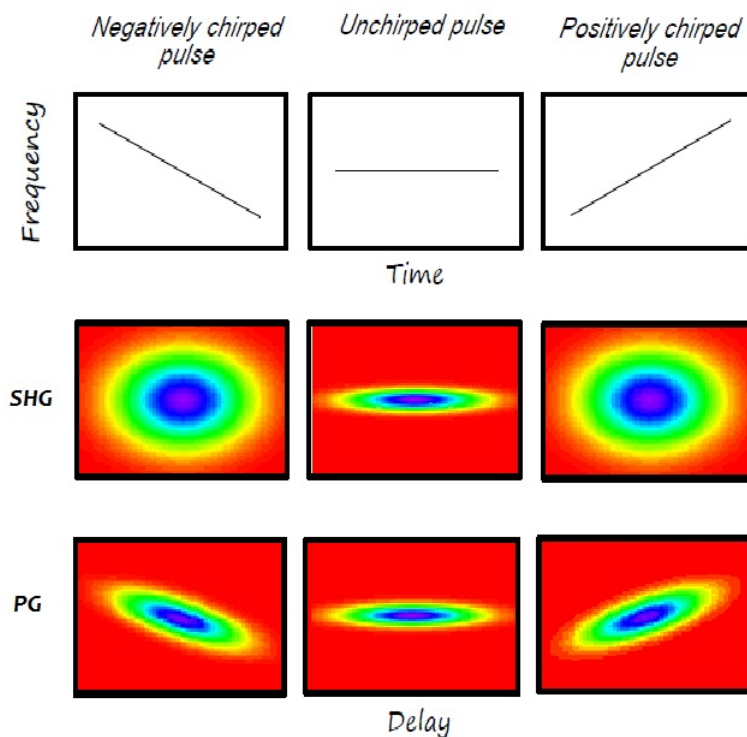 Negatively chirped
pulse
Unchirped pulse
Positively chirped
pulse
Frequency
Time
SHG
PG
Delay